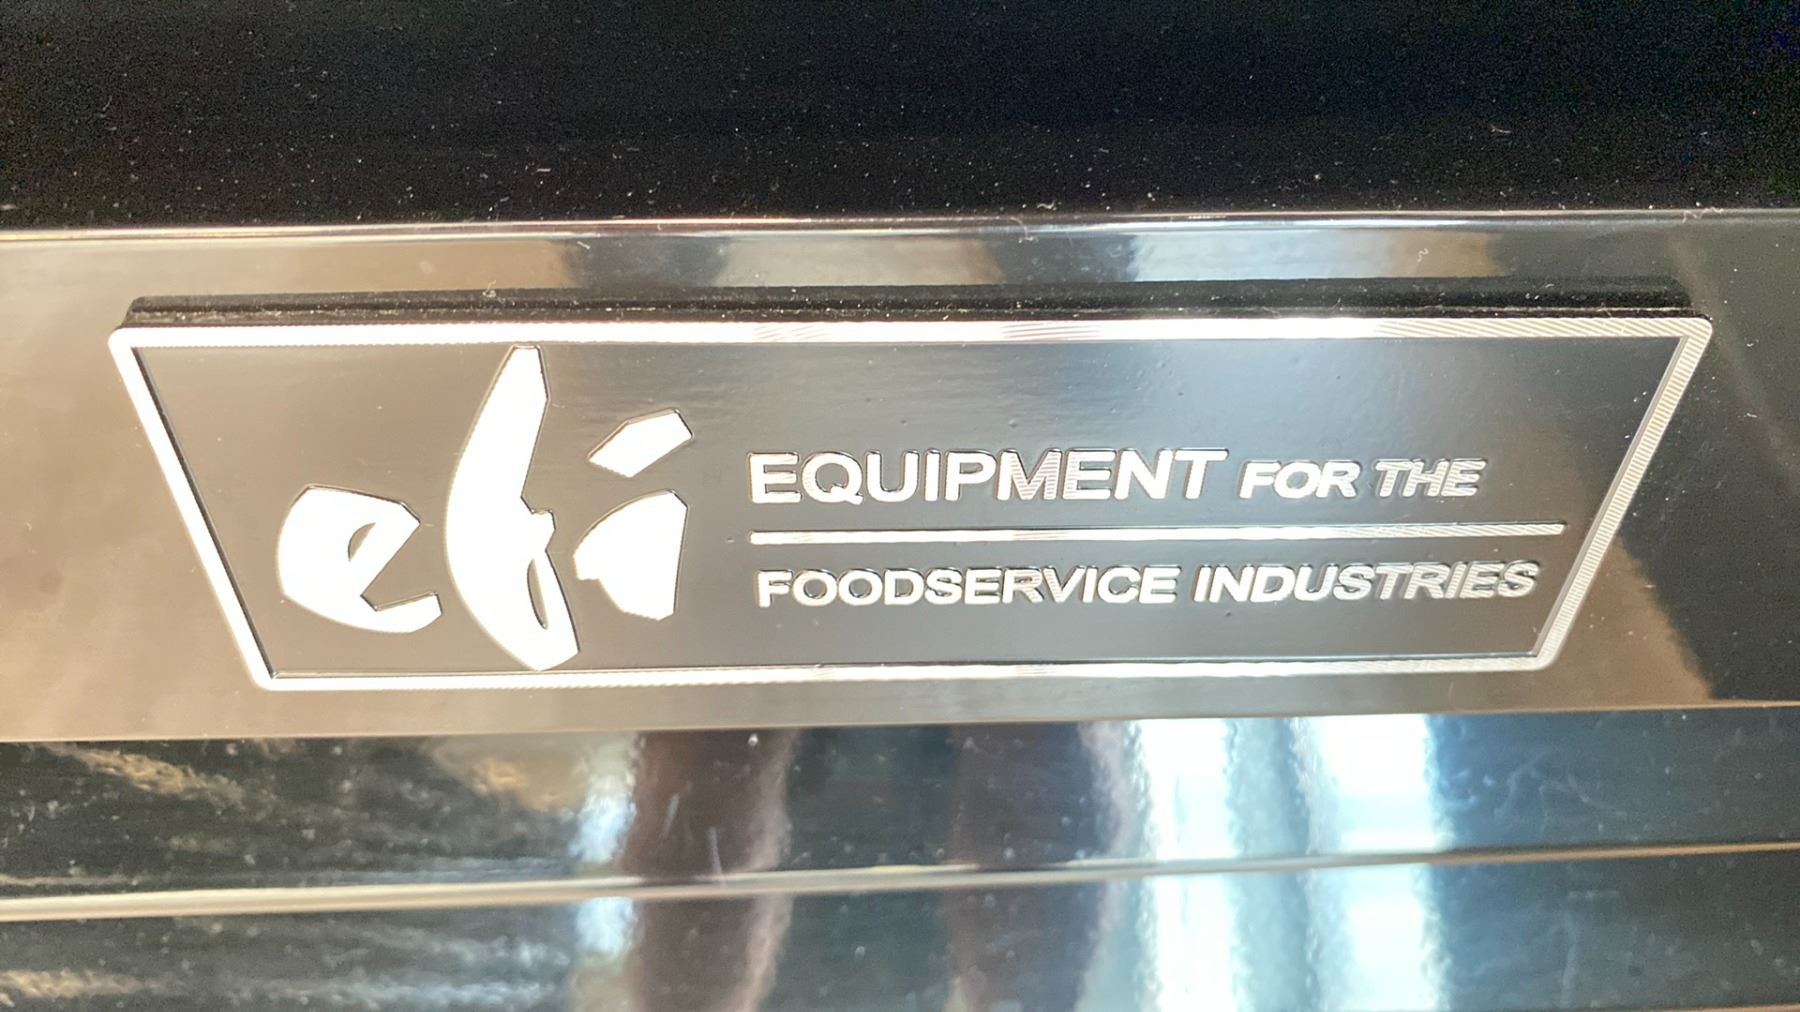 efi
EQUIPMENT FOR THE
FOODSERVICE INDUSTRIES